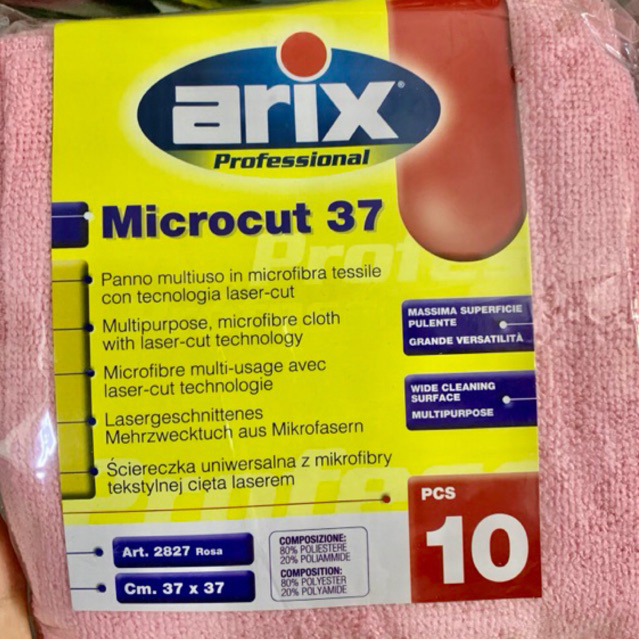 arix®
Professional
Microcut 37
Panno multiuso in microfibra tessile
con tecnologia laser-cut
Multipurpose, microfibre cloth
with laser-cut technology
Microfibre multi-usage avec
laser-cut technologie
Lasergeschnittenes
Mehrzwecktuch aus Mikrofasern
Ściereczka uniwersalna z mikrofibry
tekstylnej cięta laserem
MASSIMA SUPERFICIE
PULENTE
GRANDE VERSATILITÀ
WIDE CLEANING
SURFACE
MULTIPURPOSE
PCS
10
Art. 2827 Rosa
Cm. 37 x 37
COMPOSIZIONE:
80% POLIESTERE
20% POLIAMMIDE
COMPOSITION:
80% POLYESTER
20% POLYAMIDE